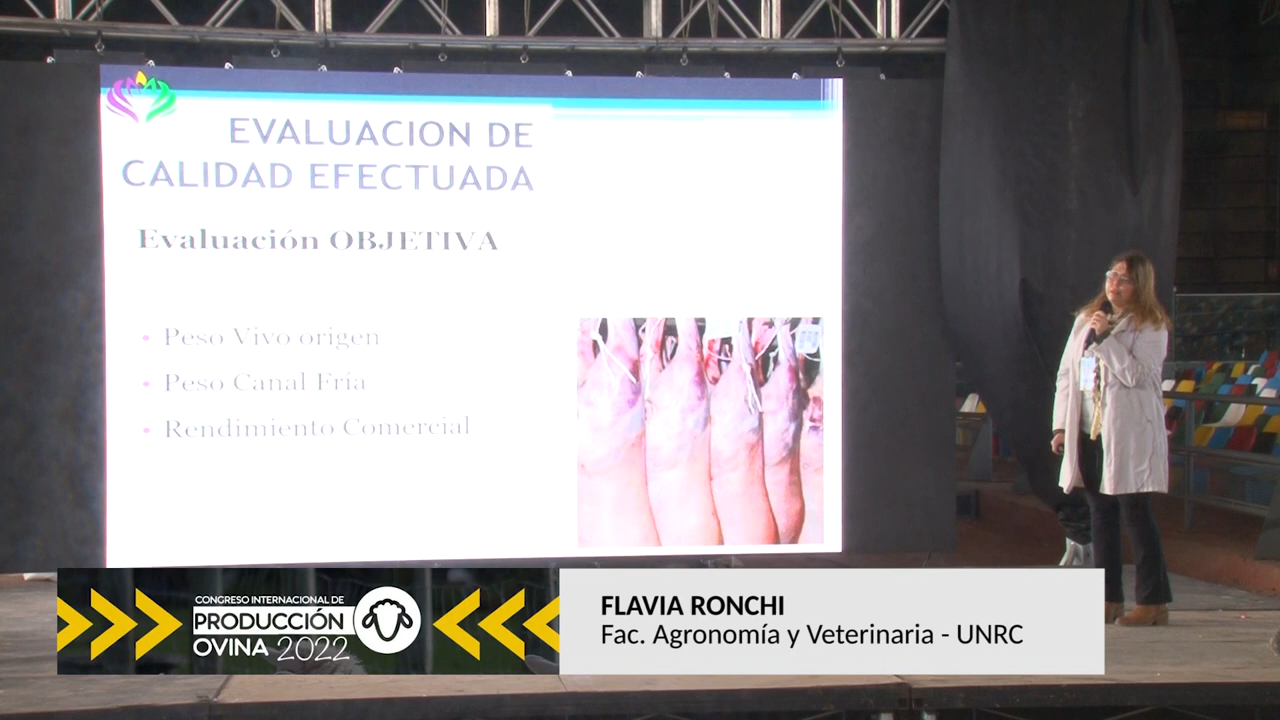 EVALUACION DE
CALIDAD EFECTUADA
Evaluación OBJETIVA
• Peso Vivo origen
• Peso Canal Fría
• Rendimiento Comercial
CONGRESO INTERNACIONAL DE
PRODUCCIÓN
OVINA 2022
FLAVIA RONCHI
Fac. Agronomía y Veterinaria - UNRC